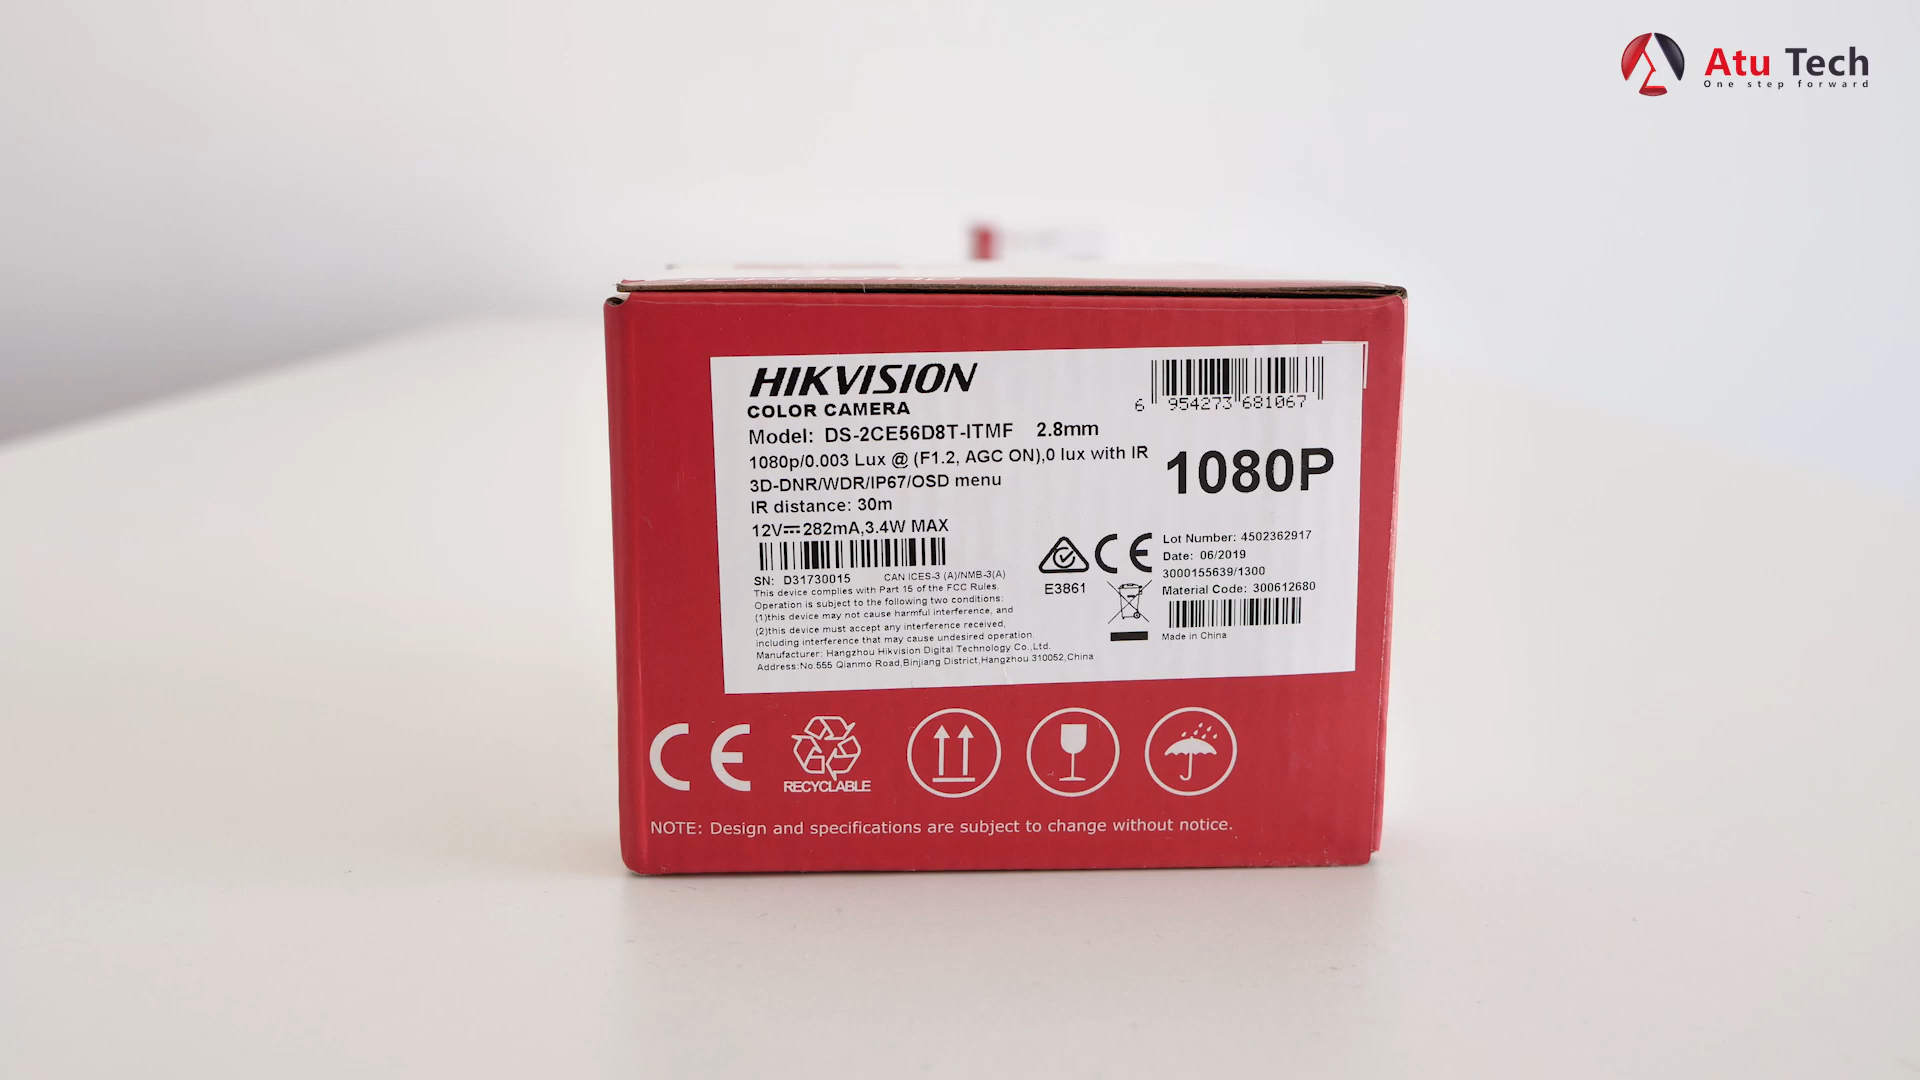 Atu Tech
One step forward
HIKVISION
COLOR CAMERA
Model: DS-2CE56D8T-ITMF 2.8mm
1080p/0.003 Lux @ (F1.2, AGC ON),0 lux with IR
3D-DNR/WDR/IP67/OSD menu
IR distance: 30m
12V⎓282mA,3.4W MAX
SN: D31730015 CAN ICES-3 (A)/NMB-3(A)
This device complies with Part 15 of the FCC Rules.
Operation is subject to the following two conditions:
(1)this device may not cause harmful interference, and
(2)this device must accept any interference received,
including interference that may cause undesired operation.
Manufacturer: Hangzhou Hikvision Digital Technology Co.,Ltd.
Address:No.555 Qianmo Road,Binjiang District,Hangzhou 310052,China
6 954273 681067
1080P
CE
E3861
Lot Number: 4502362917
Date: 06/2019
3000155639/1300
Material Code: 300612680
Made in China
CE
RECYCLABLE
NOTE: Design and specifications are subject to change without notice.